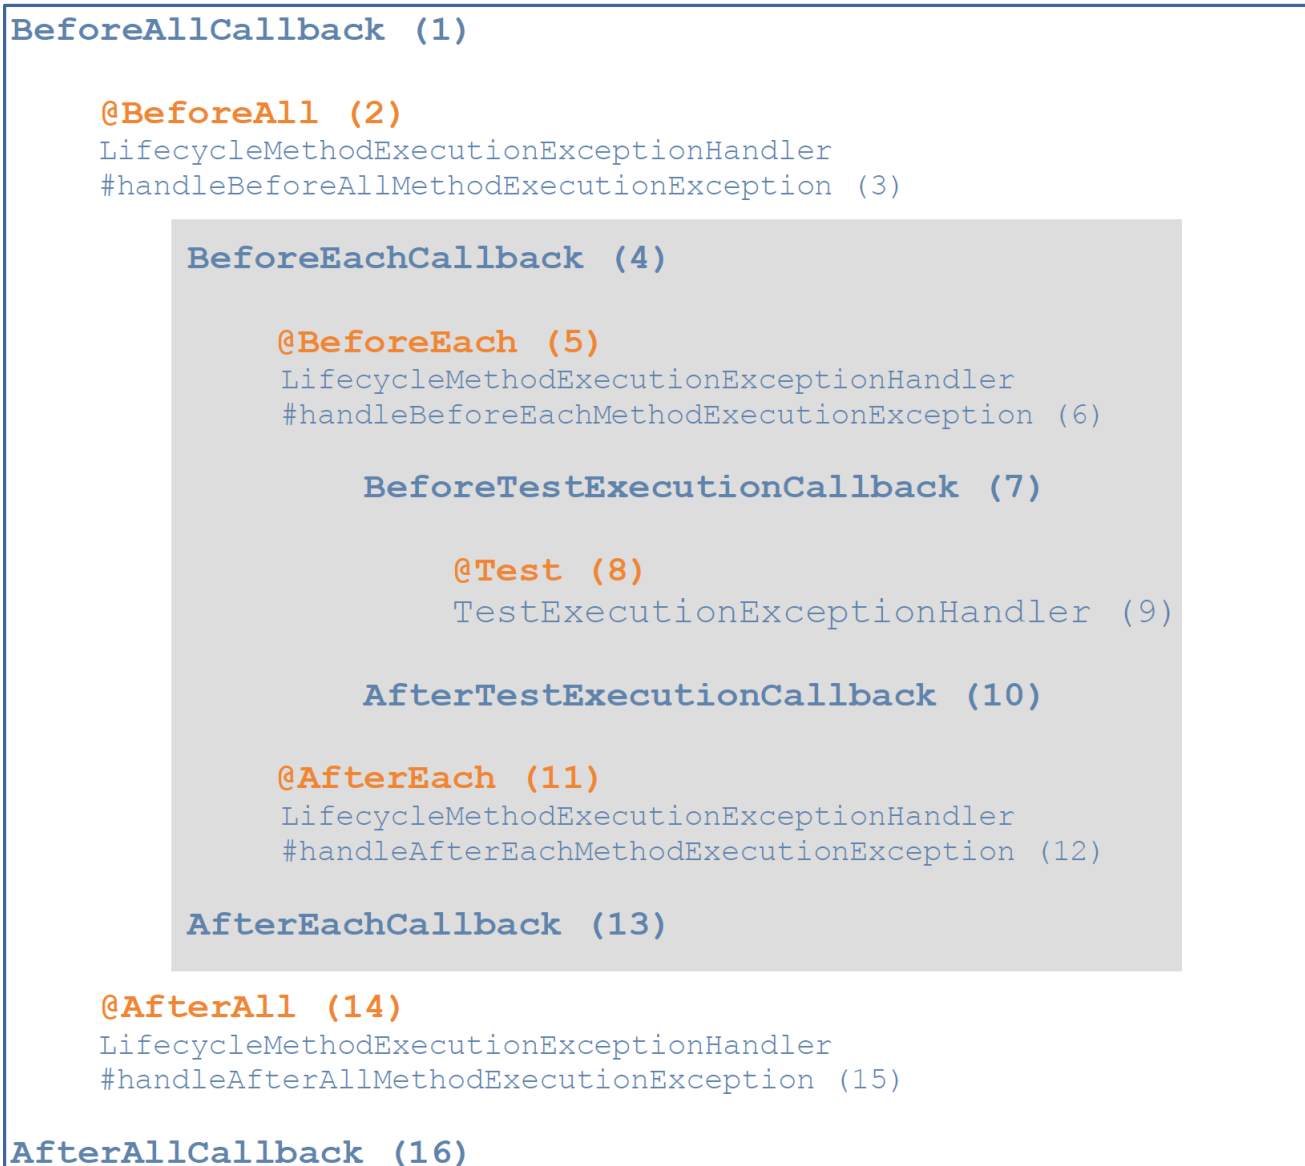 BeforeAllCallback (1)
@BeforeAll (2)
LifecycleMethodExecutionExceptionHandler
#handleBeforeAllMethodExecutionException (3)
BeforeEachCallback (4)
@BeforeEach (5)
LifecycleMethodExecutionExceptionHandler
#handleBeforeEachMethodExecutionException (6)
BeforeTestExecutionCallback (7)
@Test (8)
TestExecutionExceptionHandler (9)
AfterTestExecutionCallback (10)
@AfterEach (11)
LifecycleMethodExecutionExceptionHandler
#handleAfterEachMethodExecutionException (12)
AfterEachCallback (13)
@AfterAll (14)
LifecycleMethodExecutionExceptionHandler
#handleAfterAllMethodExecutionException (15)
AfterAllCallback (16)